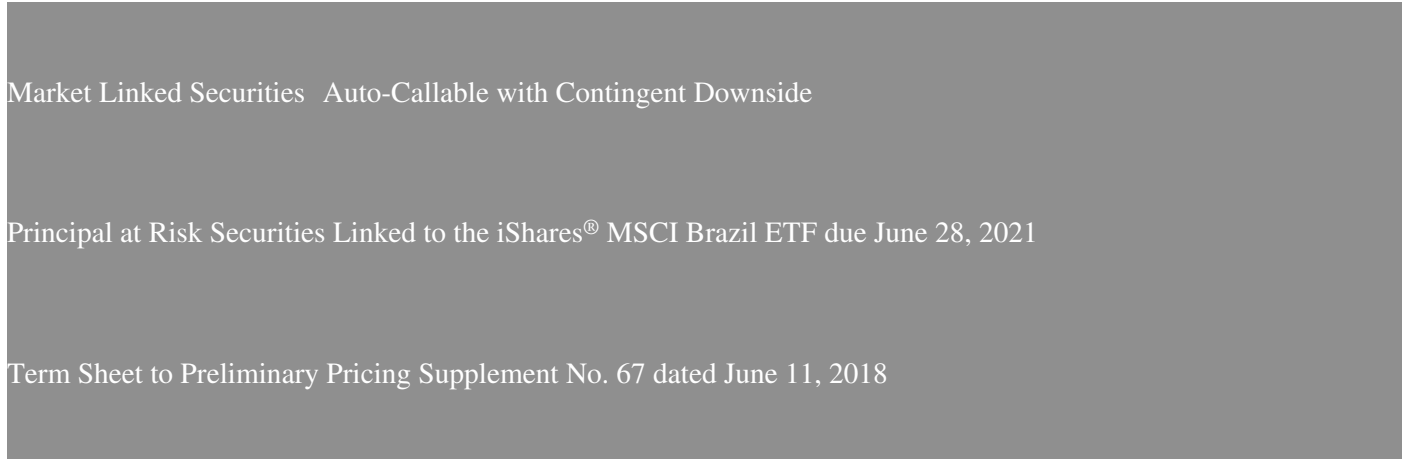 Market Linked Securities Auto-Callable with Contingent Downside
Principal at Risk Securities Linked to the iShares® MSCI Brazil ETF due June 28, 2021
Term Sheet to Preliminary Pricing Supplement No. 67 dated June 11, 2018